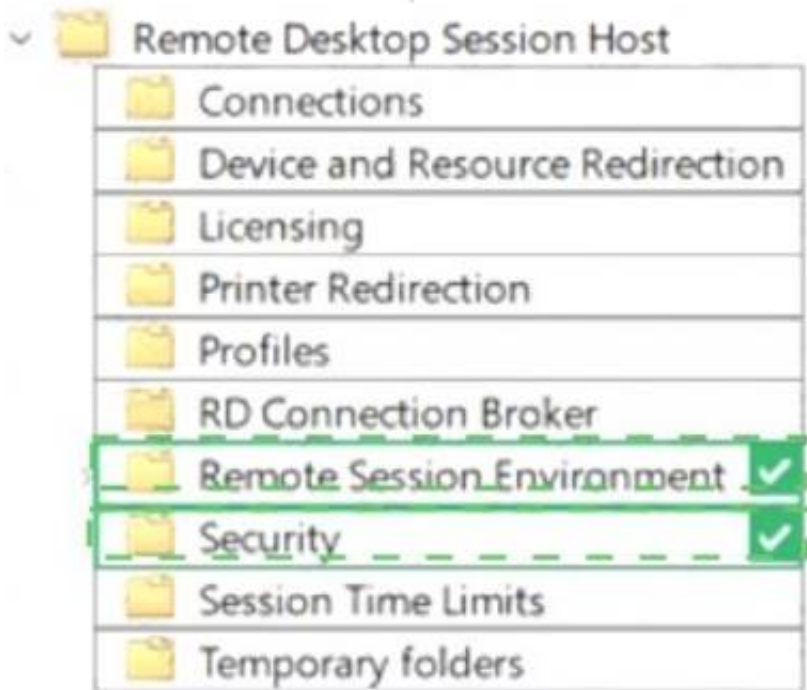 Remote Desktop Session Host
Connections
Device and Resource Redirection
Licensing
Printer Redirection
Profiles
RD Connection Broker
Remote Session Environment
Security
Session Time Limits
Temporary folders